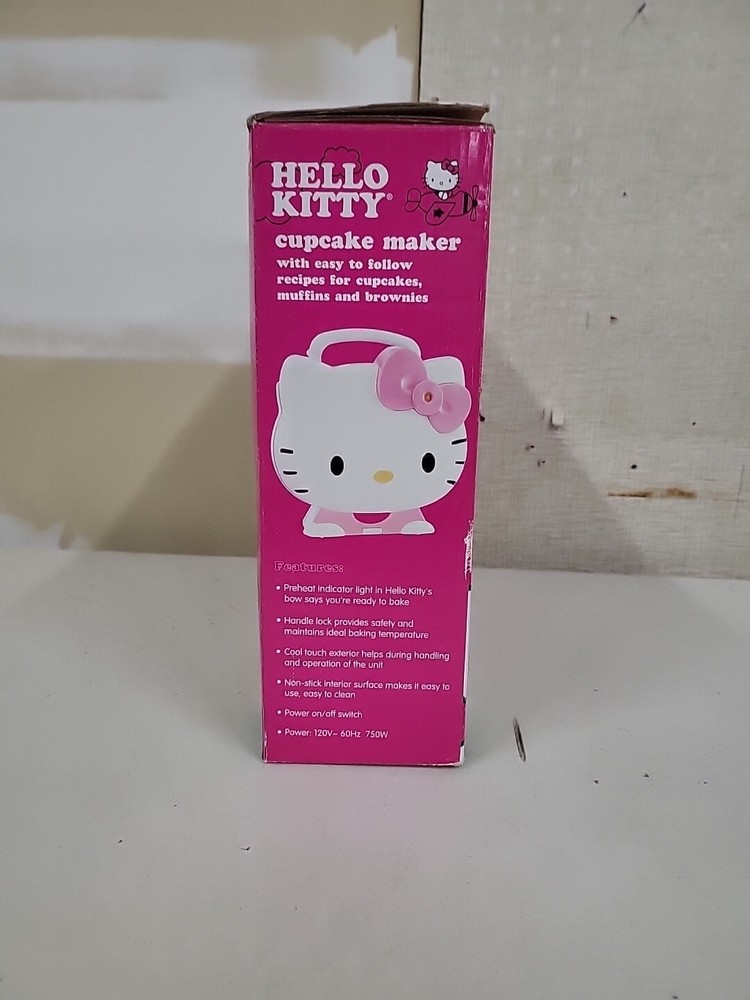 HELLO
KITTY®
cupcake maker
with easy to follow
recipes for cupcakes,
muffins and brownies
Features:
• Preheat indicator light in Hello Kitty's
bow says you're ready to bake
• Handle lock provides safety and
maintains ideal baking temperature
• Cool touch exterior helps during handling
and operation of the unit
• Non-stick interior surface makes it easy to
use, easy to clean
• Power on/off switch
• Power: 120V~ 60Hz 750W